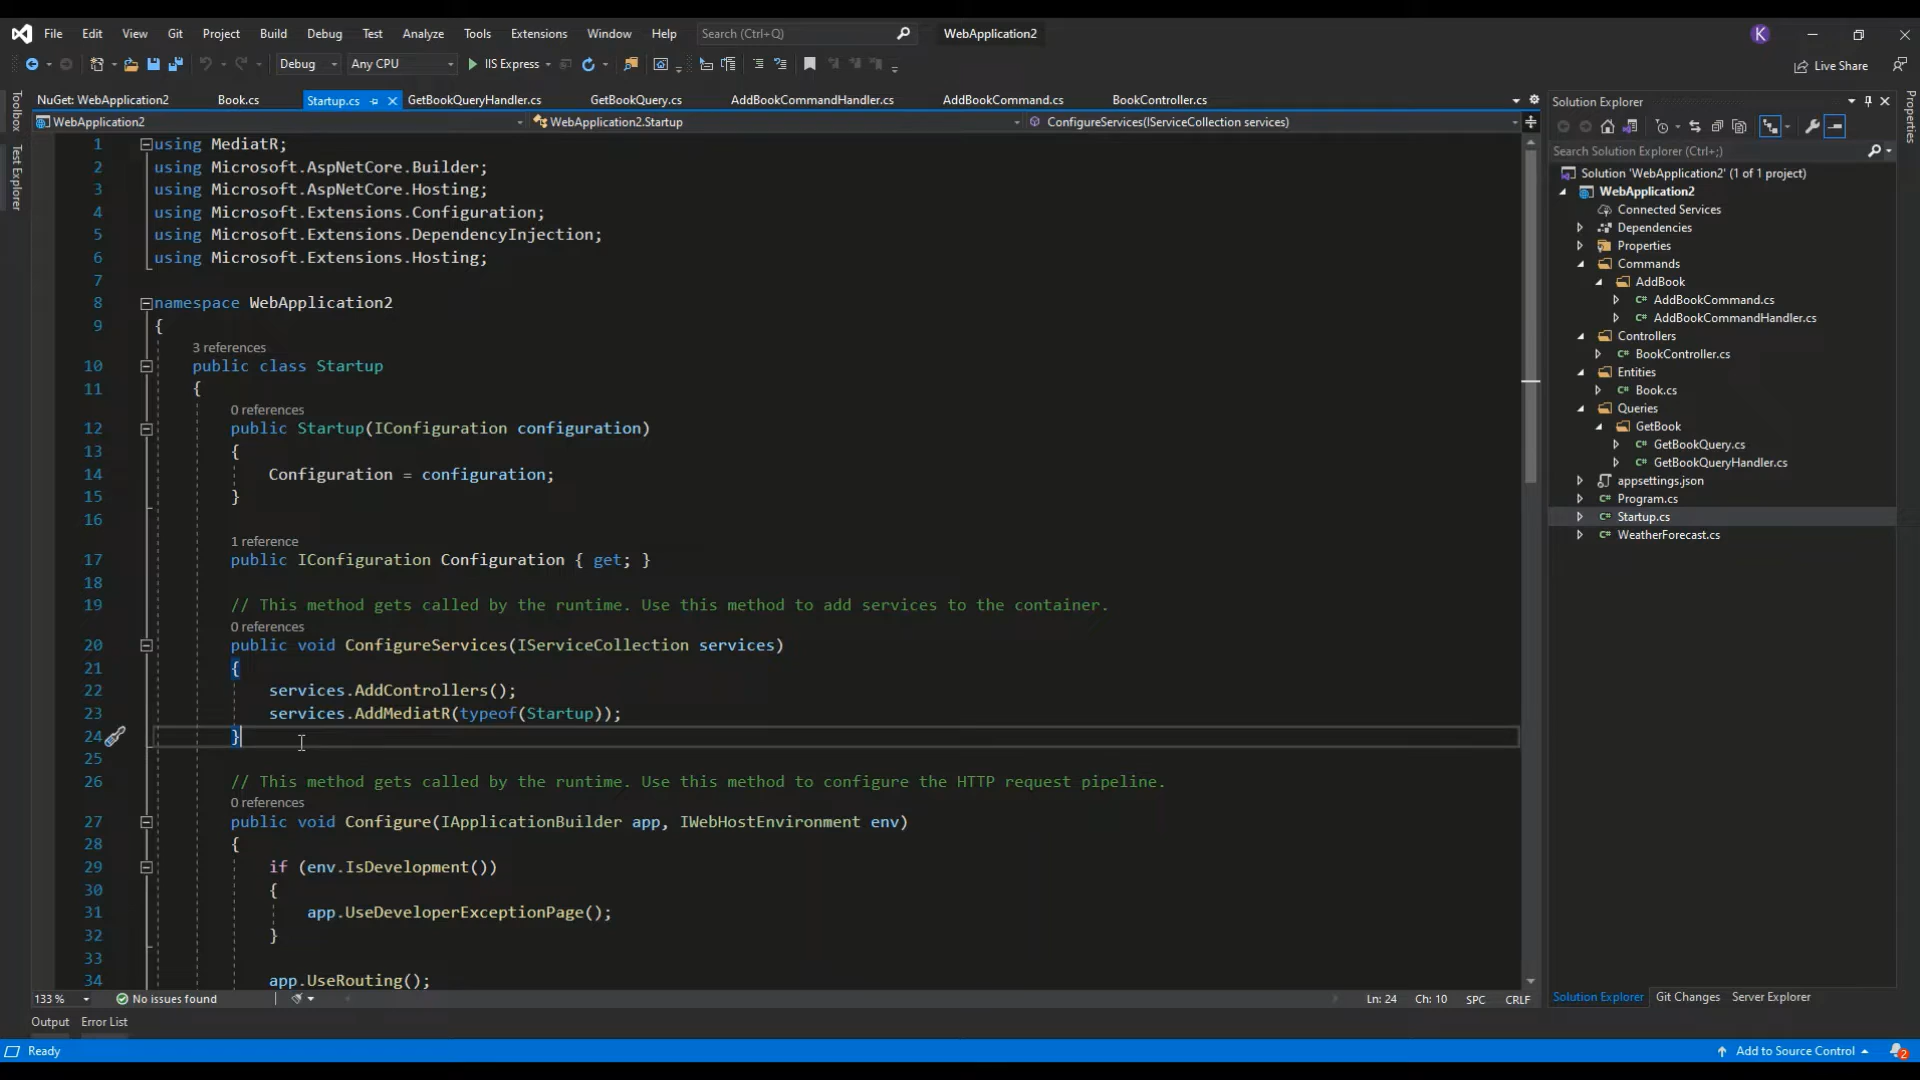 File Edit View Git Project Build Debug Test Analyze Tools Extensions Window Help Search (Ctrl+Q) WebApplication2 K
Debug Any CPU IIS Express Live Share
Toolbox
Test Explorer
Properties
NuGet: WebApplication2 Book.cs Startup.cs GetBookQueryHandler.cs GetBookQuery.cs AddBookCommandHandler.cs AddBookCommand.cs BookController.cs
WebApplication2 WebApplication2.Startup ConfigureServices(IServiceCollection services)
1 using MediatR;
2 using Microsoft.AspNetCore.Builder;
3 using Microsoft.AspNetCore.Hosting;
4 using Microsoft.Extensions.Configuration;
5 using Microsoft.Extensions.DependencyInjection;
6 using Microsoft.Extensions.Hosting;
7
8 namespace WebApplication2
9 {
3 references
10 public class Startup
11 {
0 references
12 public Startup(IConfiguration configuration)
13 {
14 Configuration = configuration;
15 }
16
1 reference
17 public IConfiguration Configuration { get; }
18
19 // This method gets called by the runtime. Use this method to add services to the container.
0 references
20 public void ConfigureServices(IServiceCollection services)
21 {
22 services.AddControllers();
23 services.AddMediatR(typeof(Startup));
24 }
25
26 // This method gets called by the runtime. Use this method to configure the HTTP request pipeline.
0 references
27 public void Configure(IApplicationBuilder app, IWebHostEnvironment env)
28 {
29 if (env.IsDevelopment())
30 {
31 app.UseDeveloperExceptionPage();
32 }
33
34 app.UseRouting();
133 % No issues found Ln: 24 Ch: 10 SPC CRLF
Solution Explorer
Search Solution Explorer (Ctrl+;)
Solution 'WebApplication2' (1 of 1 project)
WebApplication2
Connected Services
Dependencies
Properties
Commands
AddBook
C# AddBookCommand.cs
C# AddBookCommandHandler.cs
Controllers
C# BookController.cs
Entities
C# Book.cs
Queries
GetBook
C# GetBookQuery.cs
C# GetBookQueryHandler.cs
appsettings.json
C# Program.cs
C# Startup.cs
C# WeatherForecast.cs
Solution Explorer Git Changes Server Explorer
Output Error List
Ready Add to Source Control 2